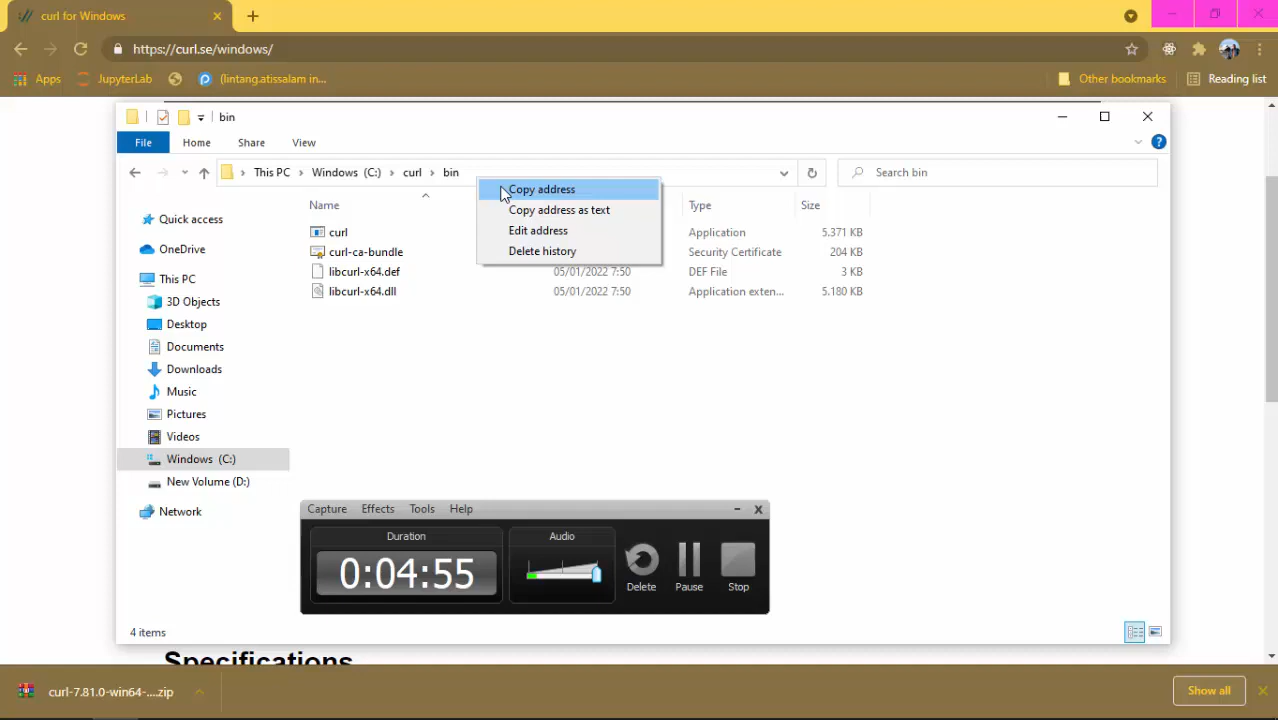 curl for Windows
https://curl.se/windows/
Apps JupyterLab (lintang.atissalam in... Other bookmarks Reading list
bin
File Home Share View
This PC Windows (C:) curl bin Search bin
Copy address
Copy address as text
Edit address
Delete history
Name Type Size
curl Application 5.371 KB
curl-ca-bundle Security Certificate 204 KB
libcurl-x64.def 05/01/2022 7:50 DEF File 3 KB
libcurl-x64.dll 05/01/2022 7:50 Application exten... 5.180 KB
Quick access
OneDrive
This PC
3D Objects
Desktop
Documents
Downloads
Music
Pictures
Videos
Windows (C:)
New Volume (D:)
Network
Capture Effects Tools Help
Duration Audio
0:04:55
Delete Pause Stop
4 items
Specifications
curl-7.81.0-win64-....zip Show all